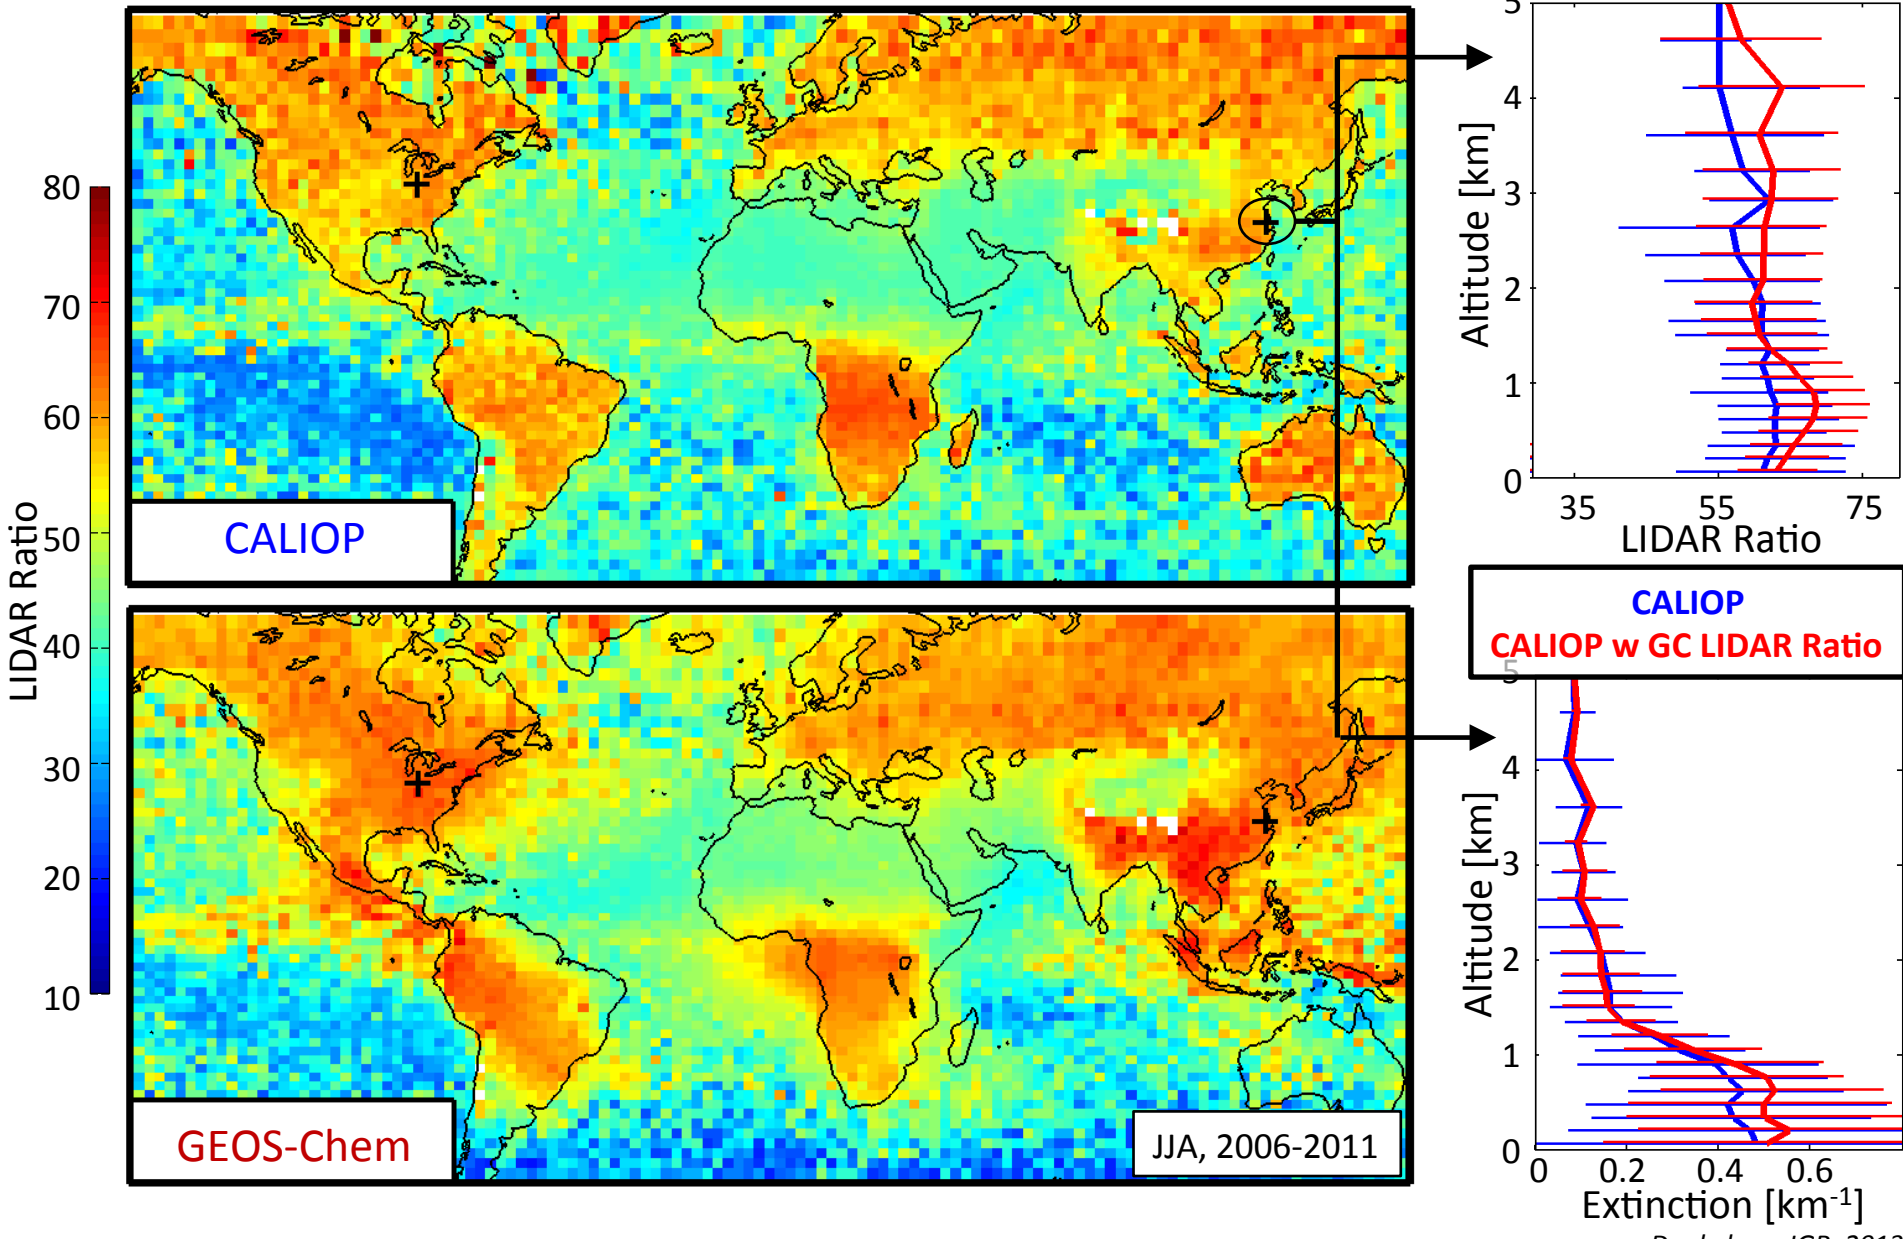 80
70
60
50
40
30
20
10
LIDAR Ratio
CALIOP
GEOS-Chem
JJA, 2006-2011
5
4
3
2
1
0
Altitude [km]
35 55 75
LIDAR Ratio
CALIOP
CALIOP w GC LIDAR Ratio
5
4
3
2
1
0
Altitude [km]
0 0.2 0.4 0.6
Extinction [km-1]